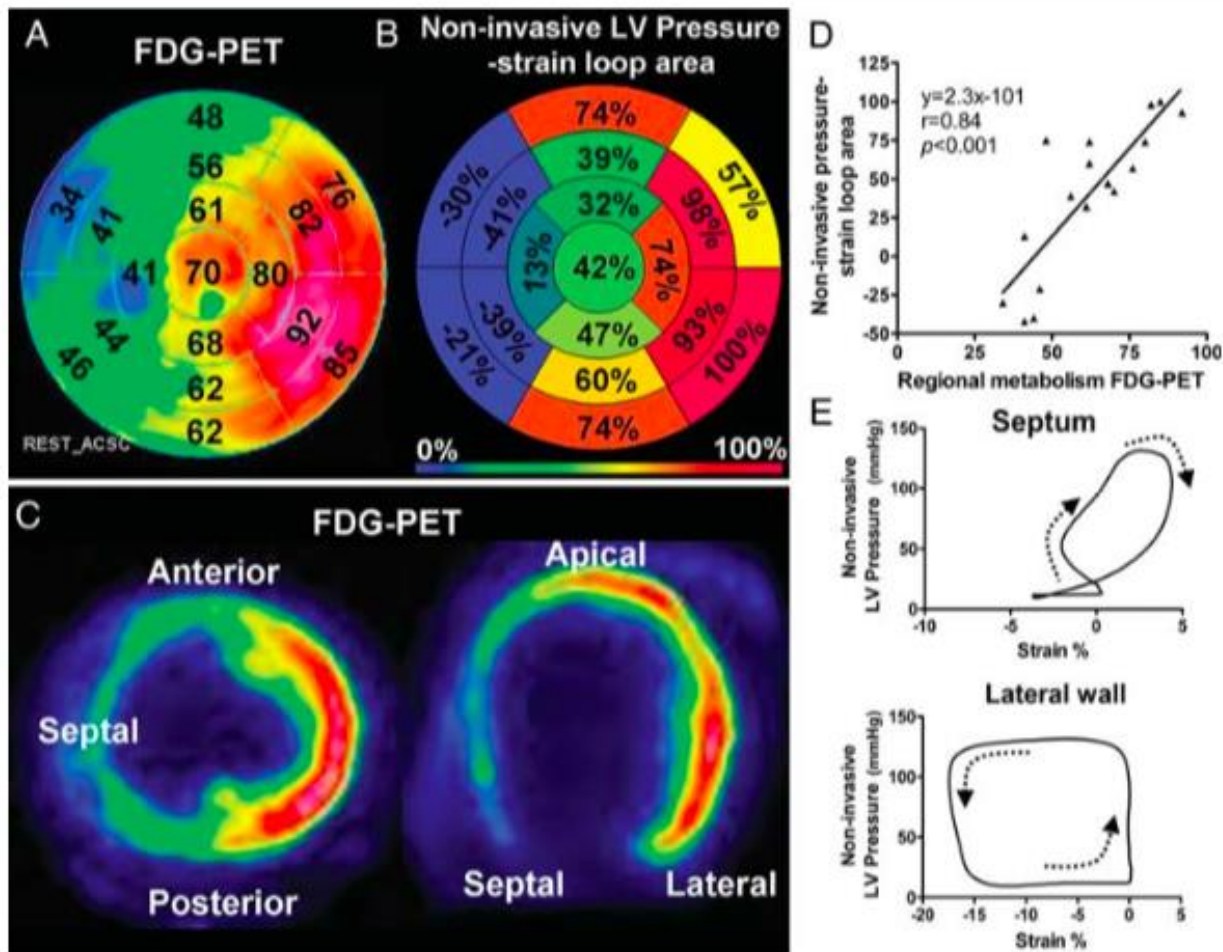 A
FDG-PET
48
56
61
34
41
41
70
80
82
76
92
85
44
46
68
62
62
REST_ACSC
B
Non-invasive LV Pressure
-strain loop area
74%
39%
32%
-30%
-41%
13%
42%
74%
98%
57%
-21%
-39%
47%
93%
100%
60%
74%
0%
100%
C
FDG-PET
Anterior
Septal
Posterior
Apical
Septal
Lateral
D
Non-invasive pressure-
strain loop area
125
100
75
50
25
0
-25
-50
y=2.3x-101
r=0.84
p<0.001
0
25
50
75
100
Regional metabolism FDG-PET
E
Septum
Non-invasive
LV Pressure (mmHg)
150
100
50
0
-10
-5
0
5
Strain %
Lateral wall
Non-invasive
LV Pressure (mmHg)
150
100
50
0
-20
-15
-10
-5
0
5
Strain %